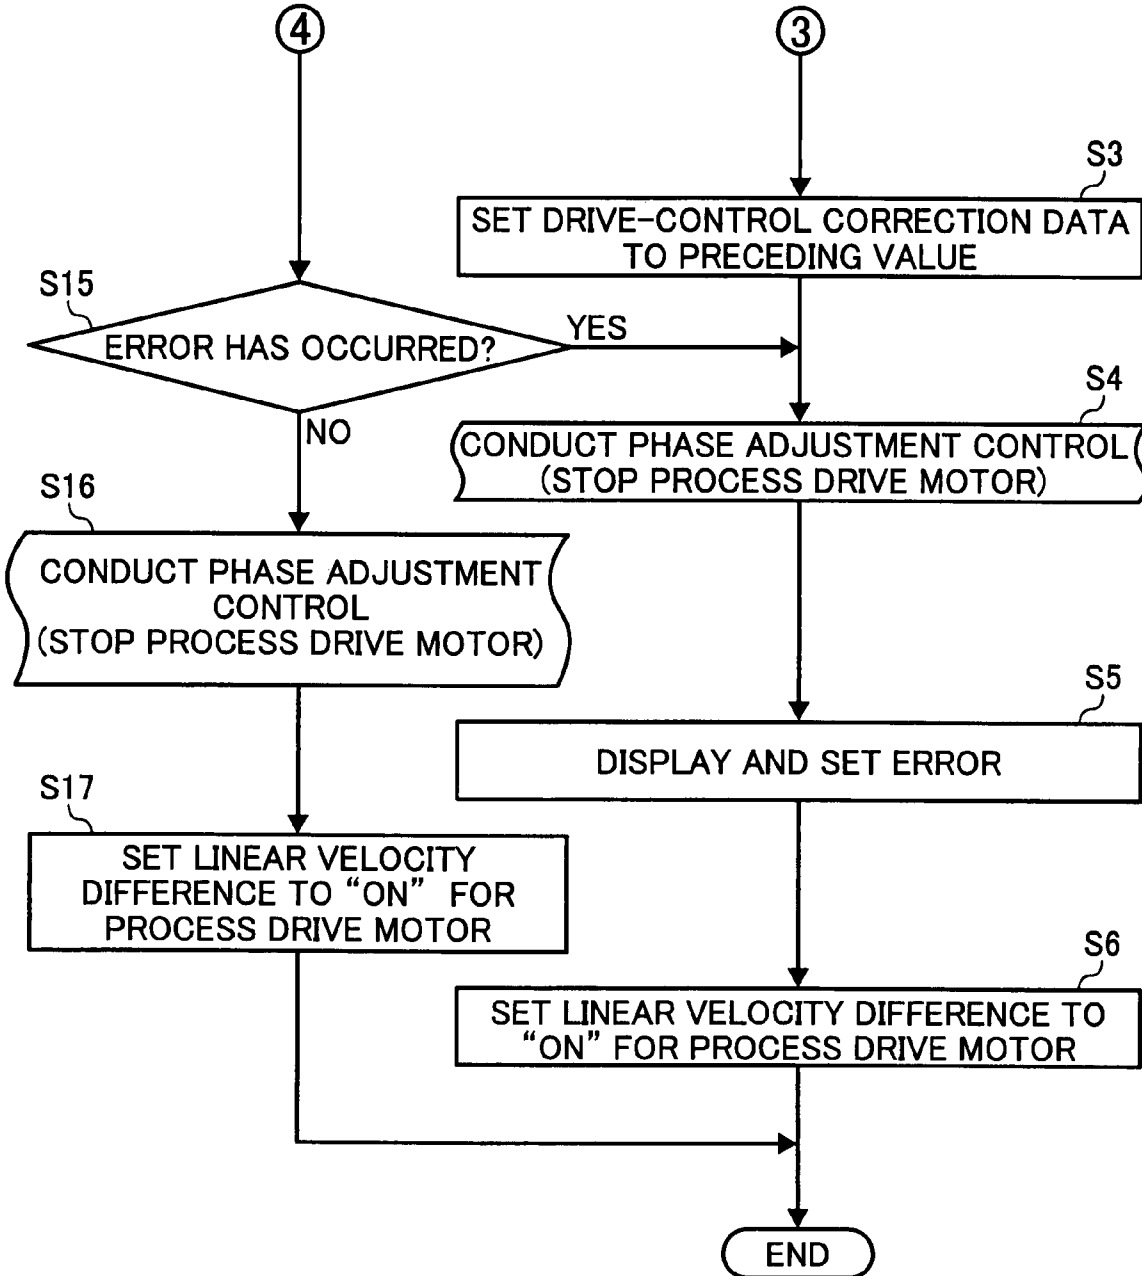 4
3
S3
SET DRIVE-CONTROL CORRECTION DATA
TO PRECEDING VALUE
S15
ERROR HAS OCCURRED?
YES
NO
S4
CONDUCT PHASE ADJUSTMENT CONTROL
(STOP PROCESS DRIVE MOTOR)
S16
CONDUCT PHASE ADJUSTMENT
CONTROL
(STOP PROCESS DRIVE MOTOR)
S5
DISPLAY AND SET ERROR
S17
SET LINEAR VELOCITY
DIFFERENCE TO “ON” FOR
PROCESS DRIVE MOTOR
S6
SET LINEAR VELOCITY DIFFERENCE TO
“ON” FOR PROCESS DRIVE MOTOR
END